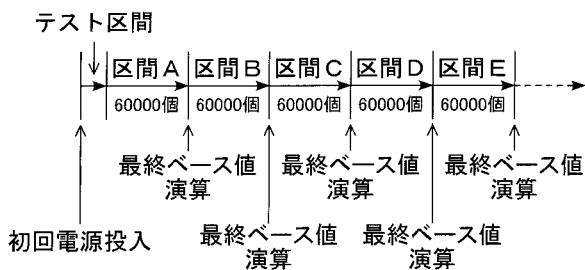 テスト区間
区間A 区間B 区間C 区間D 区間E
60000個 60000個 60000個 60000個 60000個
最終ベース値 最終ベース値 最終ベース値
演算 演算 演算
初回電源投入 最終ベース値 最終ベース値
演算 演算